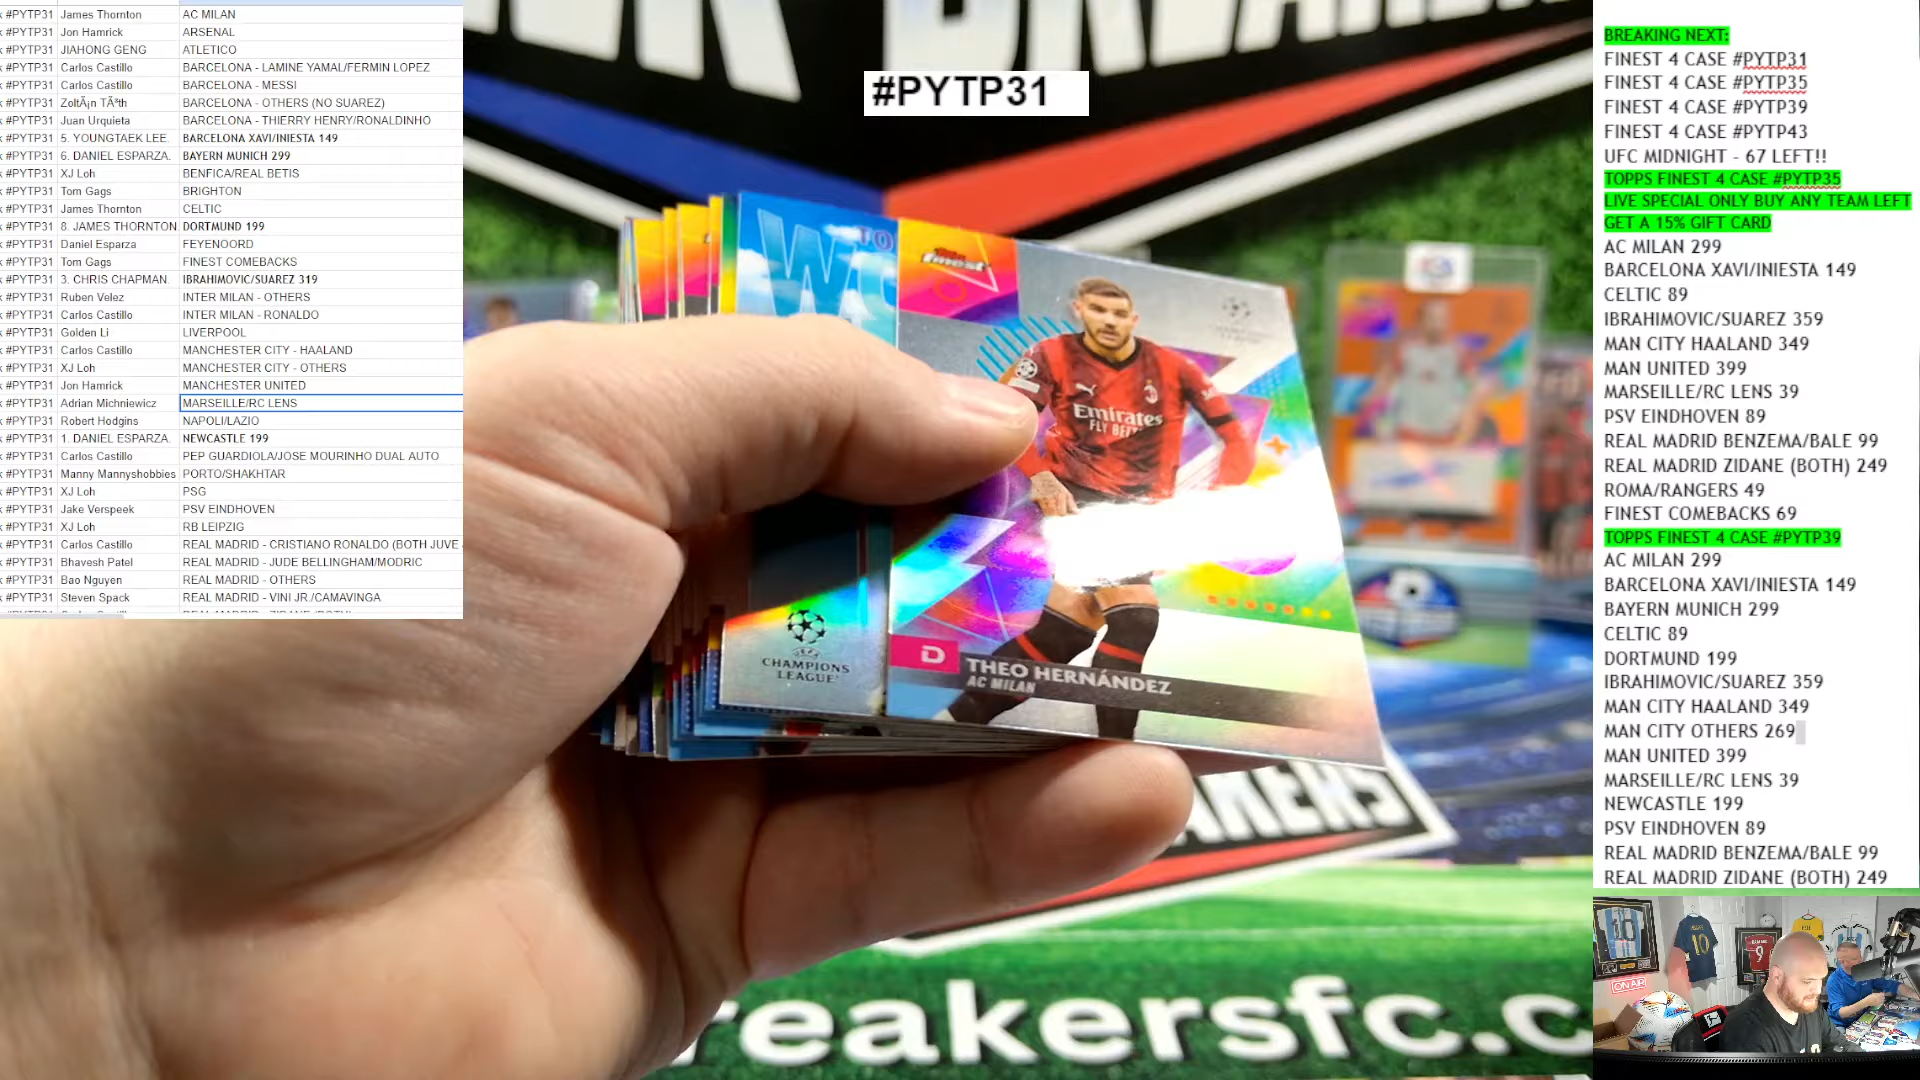 #PYTP31 James Thornton AC MILAN
#PYTP31 Jon Hamrick ARSENAL
#PYTP31 JIAHONG GENG ATLETICO
#PYTP31 Carlos Castillo BARCELONA - LAMINE YAMAL/FERMIN LOPEZ
#PYTP31 Carlos Castillo BARCELONA - MESSI
#PYTP31 ZoltÃ¡n TÃ³th BARCELONA - OTHERS (NO SUAREZ)
#PYTP31 Juan Urquieta BARCELONA - THIERRY HENRY/RONALDINHO
#PYTP31 5. YOUNGTAEK LEE. BARCELONA XAVI/INIESTA 149
#PYTP31 6. DANIEL ESPARZA. BAYERN MUNICH 299
#PYTP31 XJ Loh BENFICA/REAL BETIS
#PYTP31 Tom Gags BRIGHTON
#PYTP31 James Thornton CELTIC
#PYTP31 8. JAMES THORNTON. DORTMUND 199
#PYTP31 Daniel Esparza FEYENOORD
#PYTP31 Tom Gags FINEST COMEBACKS
#PYTP31 3. CHRIS CHAPMAN. IBRAHIMOVIC/SUAREZ 319
#PYTP31 Ruben Velez INTER MILAN - OTHERS
#PYTP31 Carlos Castillo INTER MILAN - RONALDO
#PYTP31 Golden Li LIVERPOOL
#PYTP31 Carlos Castillo MANCHESTER CITY - HAALAND
#PYTP31 XJ Loh MANCHESTER CITY - OTHERS
#PYTP31 Jon Hamrick MANCHESTER UNITED
#PYTP31 Adrian Michniewicz MARSEILLE/RC LENS
#PYTP31 Robert Hodgins NAPOLI/LAZIO
#PYTP31 1. DANIEL ESPARZA. NEWCASTLE 199
#PYTP31 Carlos Castillo PEP GUARDIOLA/JOSE MOURINHO DUAL AUTO
#PYTP31 Manny Mannyshobbies PORTO/SHAKHTAR
#PYTP31 XJ Loh PSG
#PYTP31 Jake Verspeek PSV EINDHOVEN
#PYTP31 XJ Loh RB LEIPZIG
#PYTP31 Carlos Castillo REAL MADRID - CRISTIANO RONALDO (BOTH JUVE
#PYTP31 Bhavesh Patel REAL MADRID - JUDE BELLINGHAM/MODRIC
#PYTP31 Bao Nguyen REAL MADRID - OTHERS
#PYTP31 Steven Spack REAL MADRID - VINI JR./CAMAVINGA
#PYTP31
finest
Emirates
FLY BETTER
D THEO HERNÁNDEZ
AC MILAN
UEFA
CHAMPIONS
LEAGUE
reakersfc.c
BREAKING NEXT:
FINEST 4 CASE #PYTP31
FINEST 4 CASE #PYTP35
FINEST 4 CASE #PYTP39
FINEST 4 CASE #PYTP43
UFC MIDNIGHT - 67 LEFT!!
TOPPS FINEST 4 CASE #PYTP35
LIVE SPECIAL ONLY BUY ANY TEAM LEFT
GET A 15% GIFT CARD
AC MILAN 299
BARCELONA XAVI/INIESTA 149
CELTIC 89
IBRAHIMOVIC/SUAREZ 359
MAN CITY HAALAND 349
MAN UNITED 399
MARSEILLE/RC LENS 39
PSV EINDHOVEN 89
REAL MADRID BENZEMA/BALE 99
REAL MADRID ZIDANE (BOTH) 249
ROMA/RANGERS 49
FINEST COMEBACKS 69
TOPPS FINEST 4 CASE #PYTP39
AC MILAN 299
BARCELONA XAVI/INIESTA 149
BAYERN MUNICH 299
CELTIC 89
DORTMUND 199
IBRAHIMOVIC/SUAREZ 359
MAN CITY HAALAND 349
MAN CITY OTHERS 269
MAN UNITED 399
MARSEILLE/RC LENS 39
NEWCASTLE 199
PSV EINDHOVEN 89
REAL MADRID BENZEMA/BALE 99
REAL MADRID ZIDANE (BOTH) 249
ON AIR